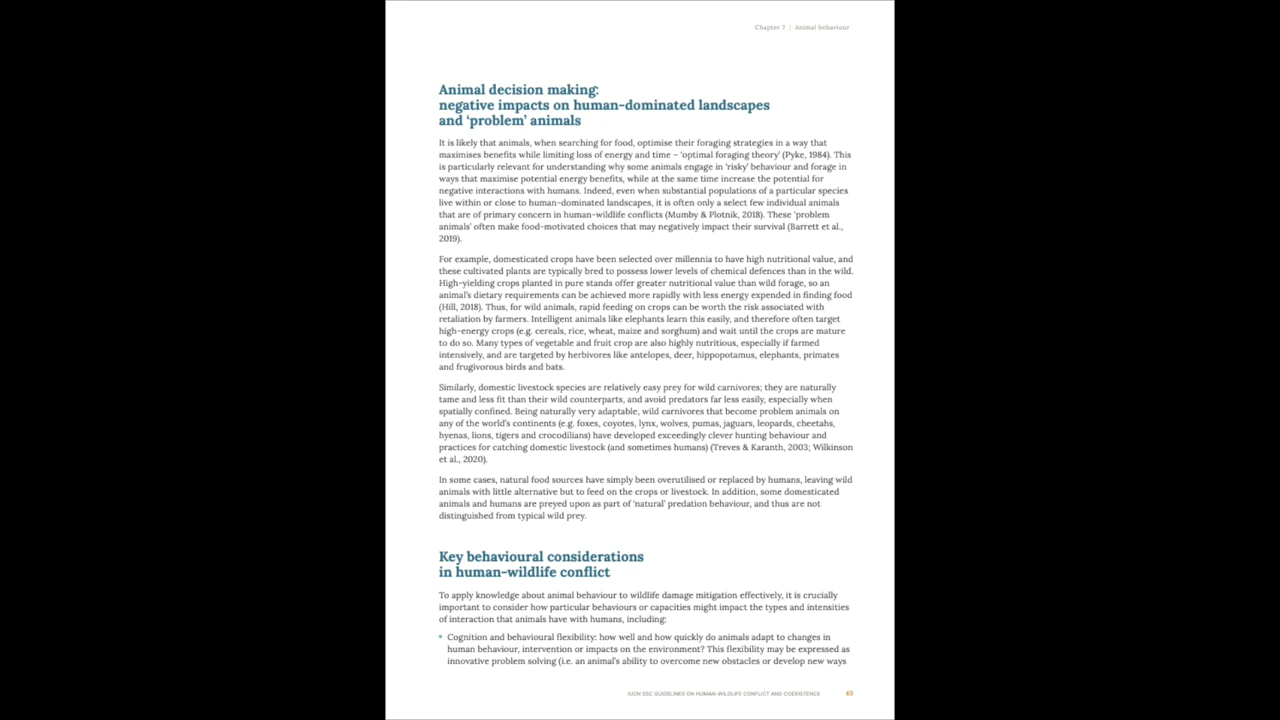 Chapter 7 | Animal behaviour
Animal decision making:
negative impacts on human-dominated landscapes
and ‘problem’ animals
It is likely that animals, when searching for food, optimise their foraging strategies in a way that
maximises benefits while limiting loss of energy and time – ‘optimal foraging theory’ (Pyke, 1984). This
is particularly relevant for understanding why some animals engage in ‘risky’ behaviour and forage in
ways that maximise potential energy benefits, while at the same time increase the potential for
negative interactions with humans. Indeed, even when substantial populations of a particular species
live within or close to human-dominated landscapes, it is often only a select few individual animals
that are of primary concern in human-wildlife conflicts (Mumby & Plotnik, 2018). These ‘problem
animals’ often make food-motivated choices that may negatively impact their survival (Barrett et al.,
2019).
For example, domesticated crops have been selected over millennia to have high nutritional value, and
these cultivated plants are typically bred to possess lower levels of chemical defences than in the wild.
High-yielding crops planted in pure stands offer greater nutritional value than wild forage, so an
animal’s dietary requirements can be achieved more rapidly with less energy expended in finding food
(Hill, 2018). Thus, for wild animals, rapid feeding on crops can be worth the risk associated with
retaliation by farmers. Intelligent animals like elephants learn this easily, and therefore often target
high-energy crops (e.g. cereals, rice, wheat, maize and sorghum) and wait until the crops are mature
to do so. Many types of vegetable and fruit crop are also highly nutritious, especially if farmed
intensively, and are targeted by herbivores like antelopes, deer, hippopotamus, elephants, primates
and frugivorous birds and bats.
Similarly, domestic livestock species are relatively easy prey for wild carnivores; they are naturally
tame and less fit than their wild counterparts, and avoid predators far less easily, especially when
spatially confined. Being naturally very adaptable, wild carnivores that become problem animals on
any of the world’s continents (e.g. foxes, coyotes, lynx, wolves, pumas, jaguars, leopards, cheetahs,
hyenas, lions, tigers and crocodilians) have developed exceedingly clever hunting behaviour and
practices for catching domestic livestock (and sometimes humans) (Treves & Karanth, 2003; Wilkinson
et al., 2020).
In some cases, natural food sources have simply been overutilised or replaced by humans, leaving wild
animals with little alternative but to feed on the crops or livestock. In addition, some domesticated
animals and humans are preyed upon as part of ‘natural’ predation behaviour, and thus are not
distinguished from typical wild prey.
Key behavioural considerations
in human-wildlife conflict
To apply knowledge about animal behaviour to wildlife damage mitigation effectively, it is crucially
important to consider how particular behaviours or capacities might impact the types and intensities
of interaction that animals have with humans, including:
• Cognition and behavioural flexibility: how well and how quickly do animals adapt to changes in
human behaviour, intervention or impacts on the environment? This flexibility may be expressed as
innovative problem solving (i.e. an animal’s ability to overcome new obstacles or develop new ways
IUCN SSC GUIDELINES ON HUMAN-WILDLIFE CONFLICT AND COEXISTENCE 49